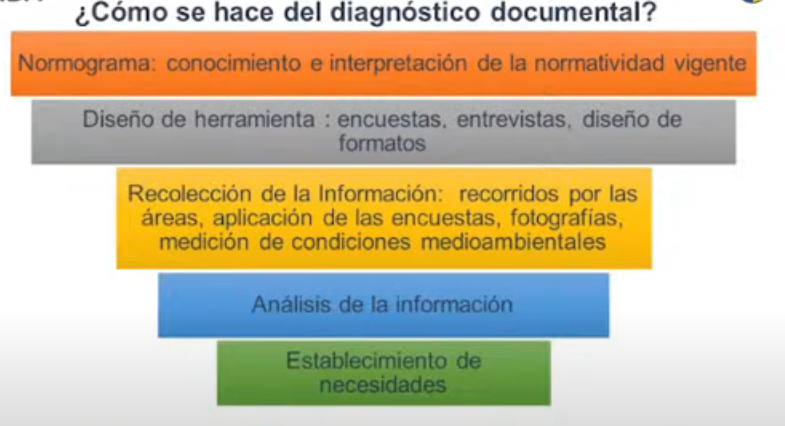 ¿Cómo se hace del diagnóstico documental?
Normograma: conocimiento e interpretación de la normatividad vigente
Diseño de herramienta : encuestas, entrevistas, diseño de
formatos
Recolección de la Información: recorridos por las
áreas, aplicación de las encuestas, fotografías,
medición de condiciones medioambientales
Análisis de la información
Establecimiento de
necesidades